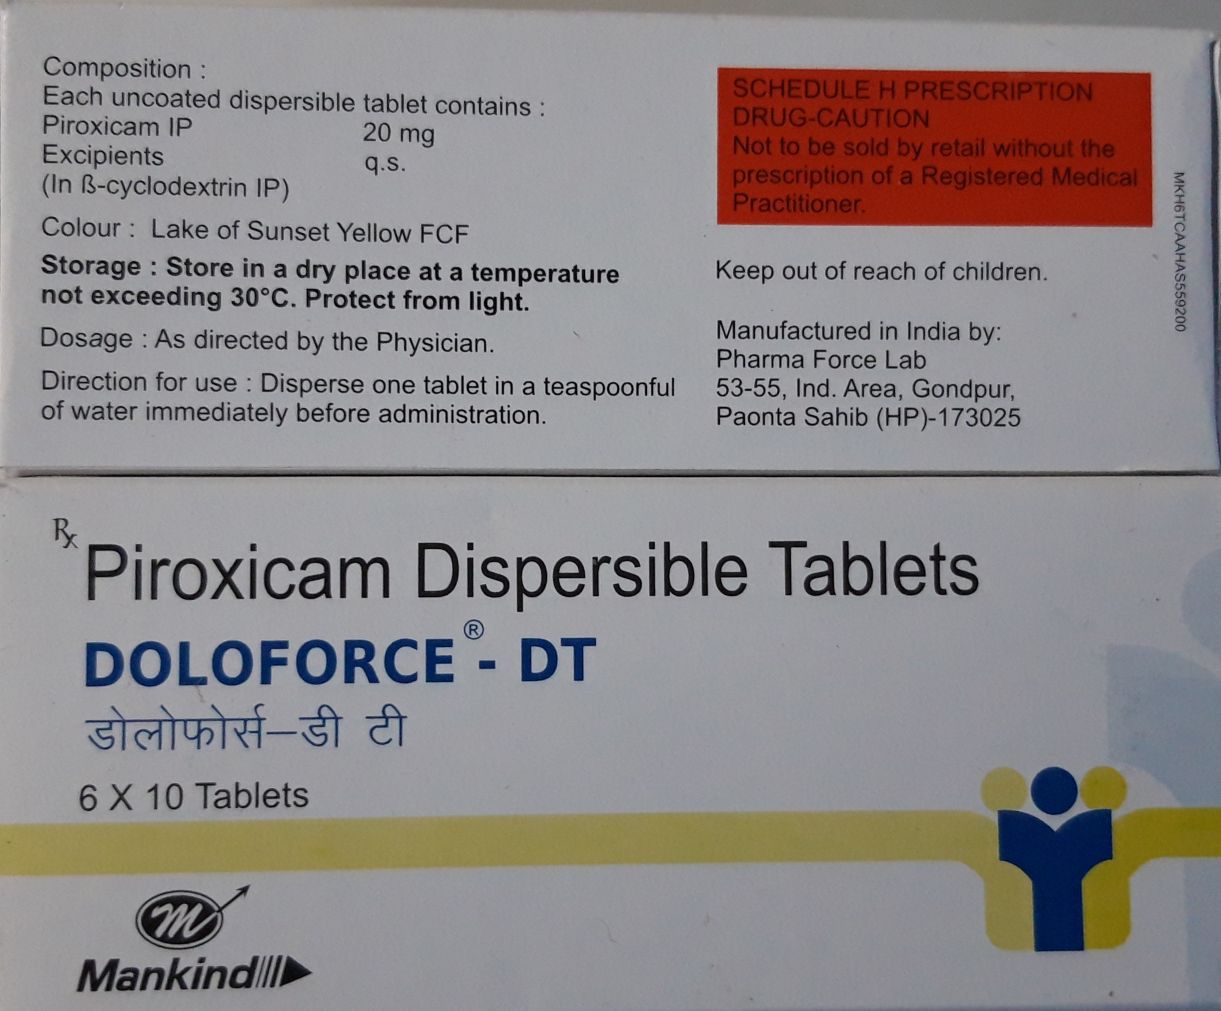 Composition :
Each uncoated dispersible tablet contains :
Piroxicam IP 20 mg
Excipients q.s.
(In ß-cyclodextrin IP)
Colour : Lake of Sunset Yellow FCF
Storage : Store in a dry place at a temperature
not exceeding 30°C. Protect from light.
Dosage : As directed by the Physician.
Direction for use : Disperse one tablet in a teaspoonful
of water immediately before administration.
SCHEDULE H PRESCRIPTION
DRUG-CAUTION
Not to be sold by retail without the
prescription of a Registered Medical
Practitioner.
Keep out of reach of children.
Manufactured in India by:
Pharma Force Lab
53-55, Ind. Area, Gondpur,
Paonta Sahib (HP)-173025
MKH6TCAAHAS559200
Rx
Piroxicam Dispersible Tablets
DOLOFORCE® - DT
डोलोफोर्स–डी टी
6 X 10 Tablets
m
Mankind